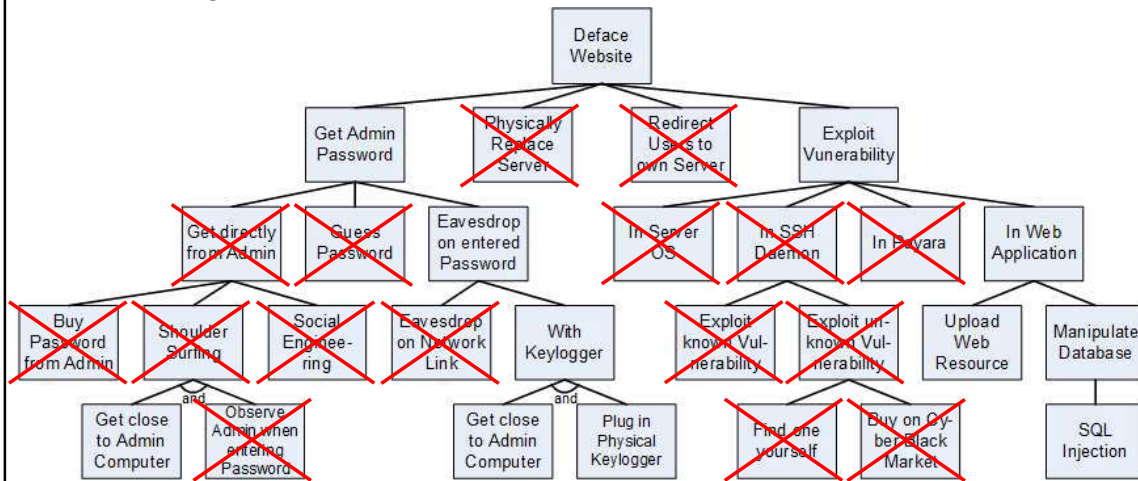 Deface
Website
Get Admin
Password
Physically
Replace
Server
Redirect
Users to
own Server
Exploit
Vunerability
Get directly
from Admin
Guess
Password
Eavesdrop
on entered
Password
In Server
OS
In SSH
Daemon
In Payara
In Web
Application
Buy
Password
from Admin
Shoulder
Surfing
Social
Engineer-
ing
Eavesdrop
on Network
Link
With
Keylogger
Exploit
known Vul-
nerability
Exploit un-
known Vul-
nerability
Upload
Web
Resource
Manipulate
Database
and
Get close
to Admin
Computer
Observe
Admin when
entering
Password
and
Get close
to Admin
Computer
Plug in
Physical
Keylogger
Find one
yourself
Buy on Cy-
ber Black
Market
SQL
Injection